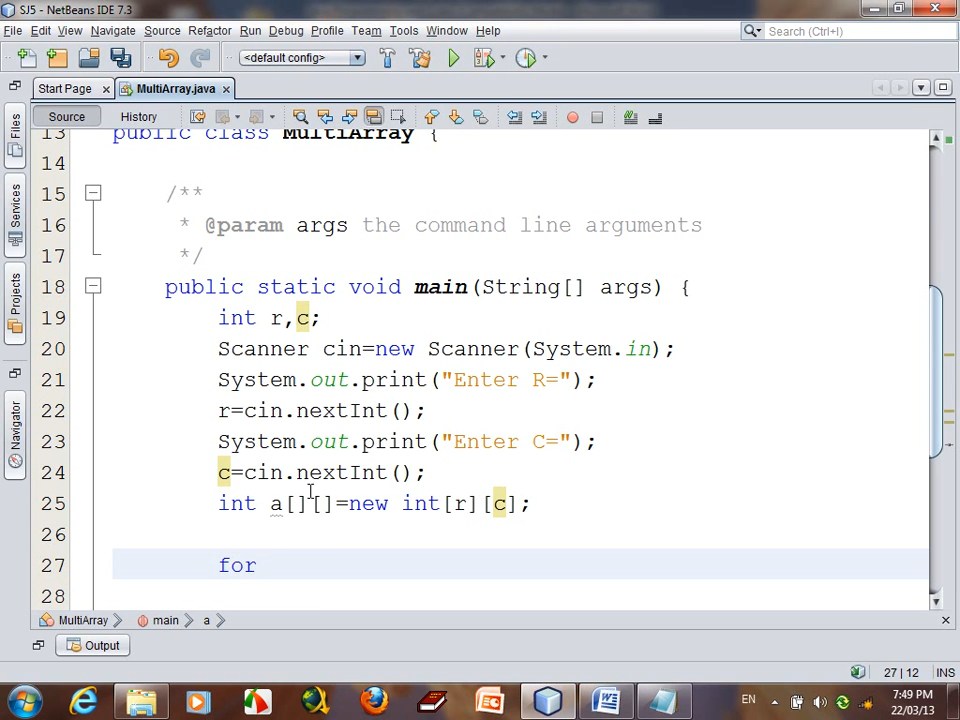 SJ5 - NetBeans IDE 7.3
File Edit View Navigate Source Refactor Run Debug Profile Team Tools Window Help
Search (Ctrl+I)
<default config>
Start Page MultiArray.java
Source History
Files
Services
Projects
Navigator
13 public class MultiArray {
14
15 /**
16 * @param args the command line arguments
17 */
18 public static void main(String[] args) {
19 int r,c;
20 Scanner cin=new Scanner(System.in);
21 System.out.print("Enter R=");
22 r=cin.nextInt();
23 System.out.print("Enter C=");
24 c=cin.nextInt();
25 int a[][]=new int[r][c];
26
27 for
28
MultiArray main a
Output
27 | 12 INS
EN
7:49 PM
22/03/13